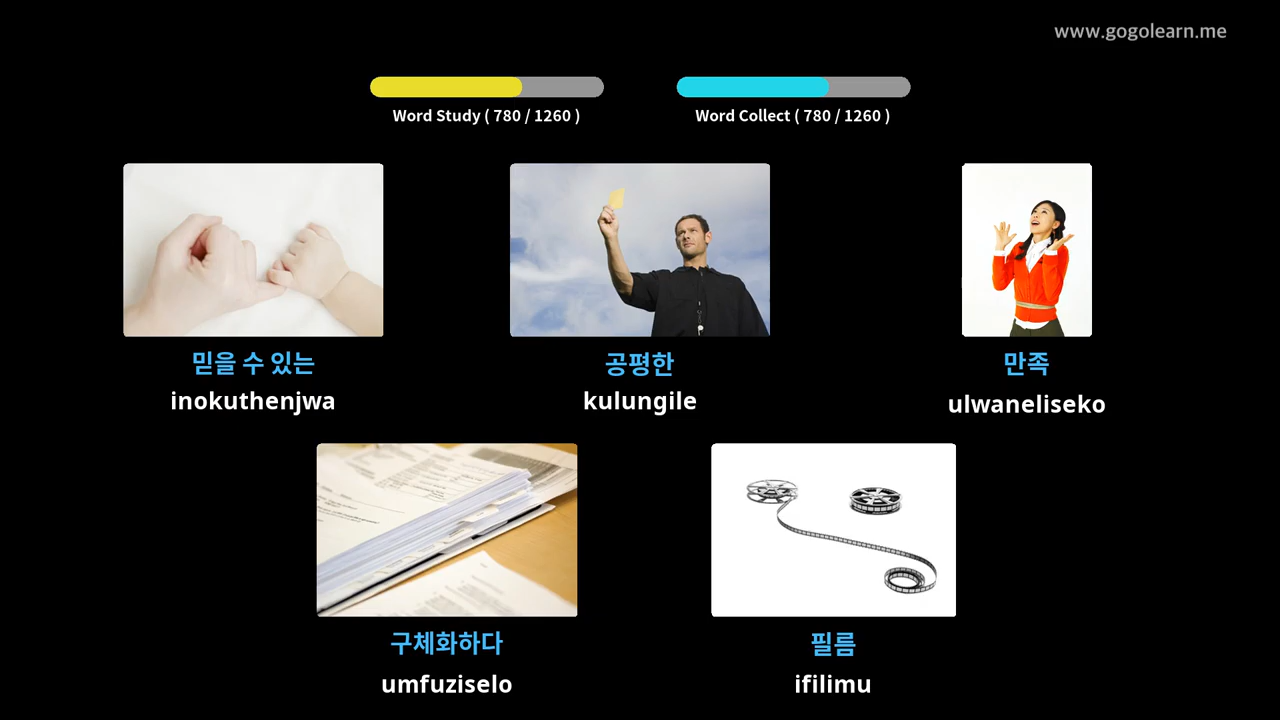 www.gogolearn.me
Word Study ( 780 / 1260 )
Word Collect ( 780 / 1260 )
믿을 수 있는
inokuthenjwa
공평한
kulungile
만족
ulwaneliseko
구체화하다
umfuziselo
필름
ifilimu